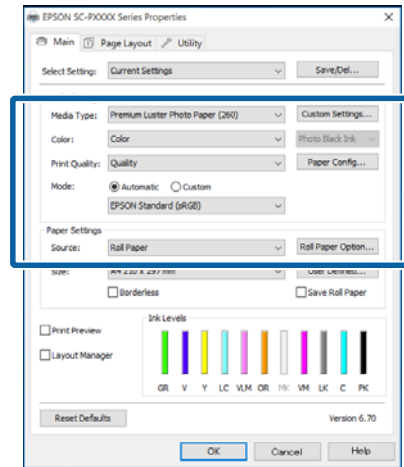 EPSON SC-PXXXX Series Properties
Main Page Layout Utility
Select Setting: Current Settings Save/Del...
Media Type: Premium Luster Photo Paper (260) Custom Settings...
Color: Color Photo Black Ink
Print Quality: Quality Paper Config...
Mode: Automatic Custom
EPSON Standard (sRGB)
Paper Settings
Source: Roll Paper Roll Paper Option...
Size: A4 210 x 297 mm User Defined...
Borderless Save Roll Paper
Print Preview
Layout Manager
Ink Levels
GR V Y LC VLM OR MK VM LK C PK
Reset Defaults Version 6.70
OK Cancel Help